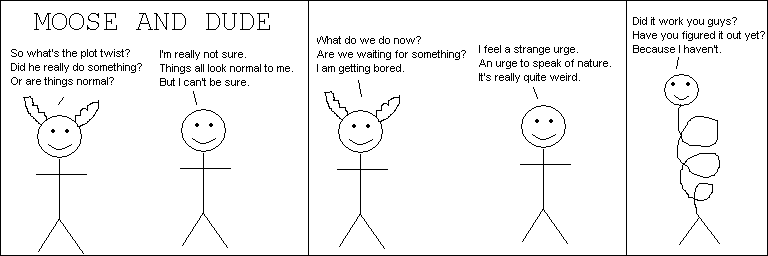 MOOSE AND DUDE
So what's the plot twist?
Did he really do something?
Or are things normal?
I'm really not sure.
Things all look normal to me.
But I can't be sure.
What do we do now?
Are we waiting for something?
I am getting bored.
I feel a strange urge.
An urge to speak of nature.
It's really quite weird.
Did it work you guys?
Have you figured it out yet?
Because I haven't.